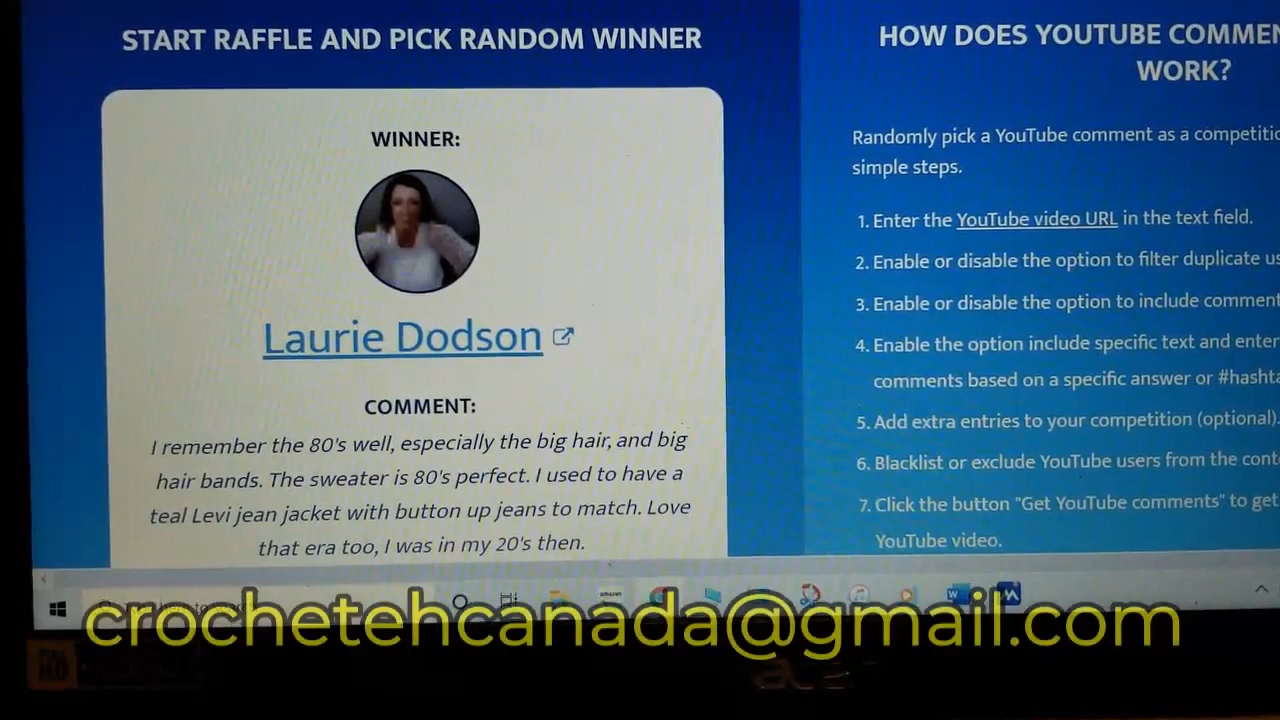 START RAFFLE AND PICK RANDOM WINNER
WINNER:
Laurie Dodson
COMMENT:
I remember the 80's well, especially the big hair, and big
hair bands. The sweater is 80's perfect. I used to have a
teal Levi jean jacket with button up jeans to match. Love
that era too, I was in my 20's then.
HOW DOES YOUTUBE COMMEN
WORK?
Randomly pick a YouTube comment as a competitio
simple steps.
1. Enter the YouTube video URL in the text field.
2. Enable or disable the option to filter duplicate us
3. Enable or disable the option to include comment
4. Enable the option include specific text and enter
comments based on a specific answer or #hashta
5. Add extra entries to your competition (optional).
6. Blacklist or exclude YouTube users from the cont
7. Click the button "Get YouTube comments" to get
YouTube video.
crochetehcanada@gmail.com